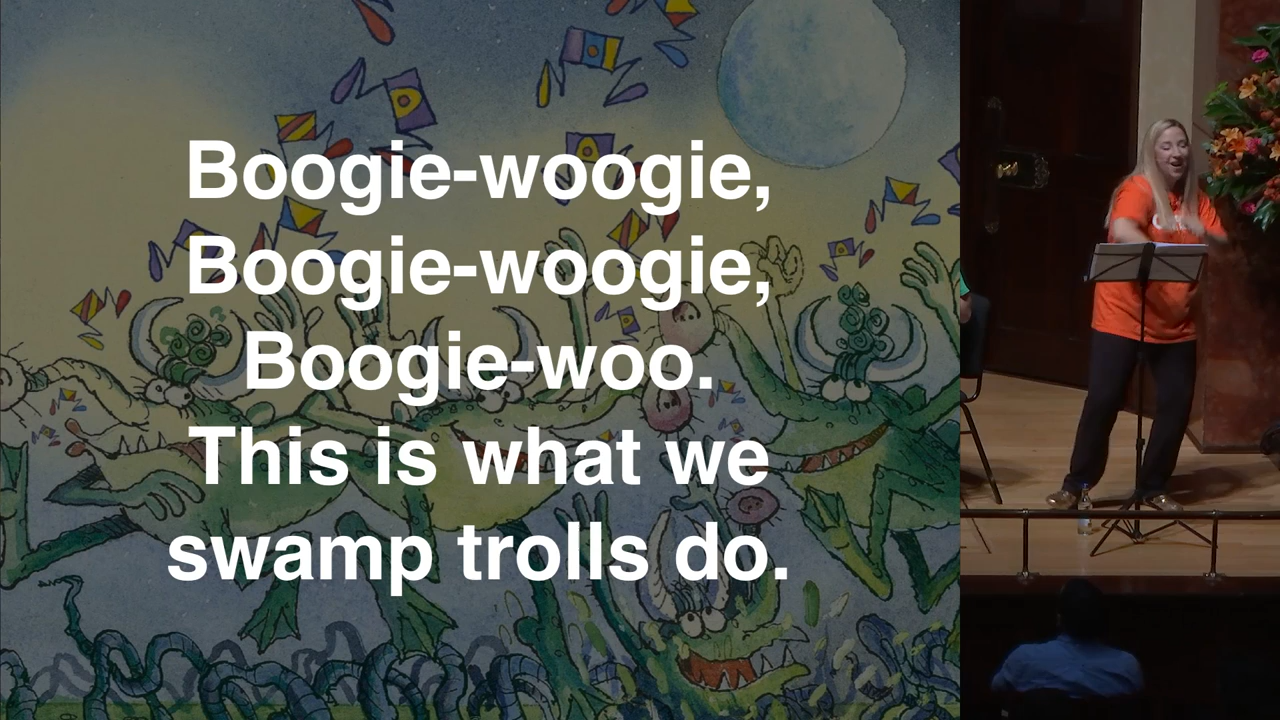 Boogie-woogie,
Boogie-woogie,
Boogie-woo.
This is what we
swamp trolls do.